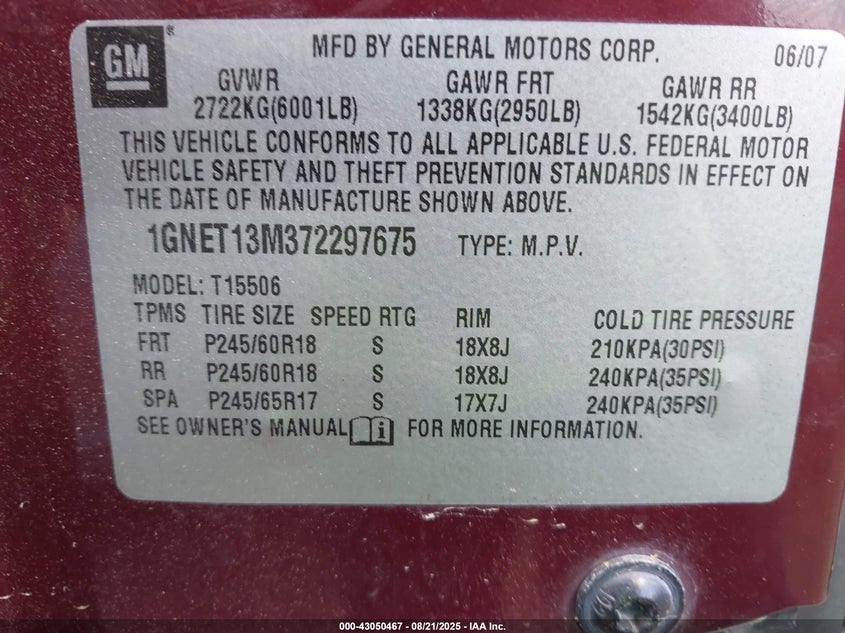 GM® MFD BY GENERAL MOTORS CORP. 06/07
GVWR GAWR FRT GAWR RR
2722KG(6001LB) 1338KG(2950LB) 1542KG(3400LB)
THIS VEHICLE CONFORMS TO ALL APPLICABLE U.S. FEDERAL MOTOR
VEHICLE SAFETY AND THEFT PREVENTION STANDARDS IN EFFECT ON
THE DATE OF MANUFACTURE SHOWN ABOVE.
1GNET13M372297675 TYPE: M.P.V.
MODEL: T15506
TPMS TIRE SIZE SPEED RTG RIM COLD TIRE PRESSURE
FRT P245/60R18 S 18X8J 210KPA(30PSI)
RR P245/60R18 S 18X8J 240KPA(35PSI)
SPA P245/65R17 S 17X7J 240KPA(35PSI)
SEE OWNER'S MANUAL i FOR MORE INFORMATION.
000-43050467 - 08/21/2025 - IAA Inc.